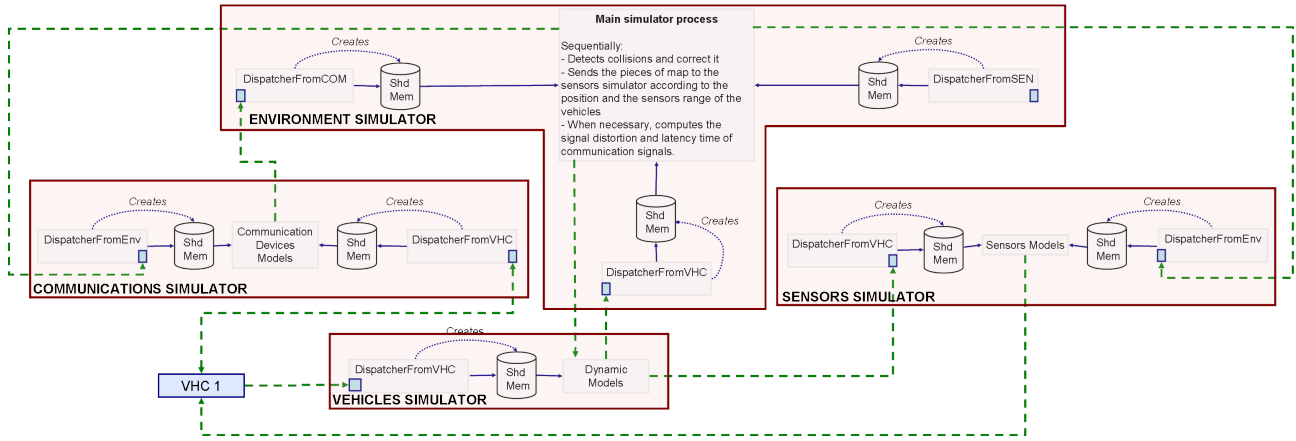 Main simulator process
Sequentially:
- Detects collisions and correct it
- Sends the pieces of map to the
sensors simulator according to the
position and the sensors range of the
vehicles
- When necessary, computes the
signal distortion and latency time of
communication signals.
Creates
DispatcherFromCOM
Shd
Mem
ENVIRONMENT SIMULATOR
Creates
Shd
Mem
DispatcherFromSEN
Shd
Mem
Creates
DispatcherFromVHC
Creates
DispatcherFromEnv
Shd
Mem
Communication
Devices
Models
Creates
Shd
Mem
DispatcherFromVHC
COMMUNICATIONS SIMULATOR
Creates
DispatcherFromVHC
Shd
Mem
Sensors Models
Creates
Shd
Mem
DispatcherFromEnv
SENSORS SIMULATOR
Creates
DispatcherFromVHC
Shd
Mem
Dynamic
Models
VEHICLES SIMULATOR
VHC 1